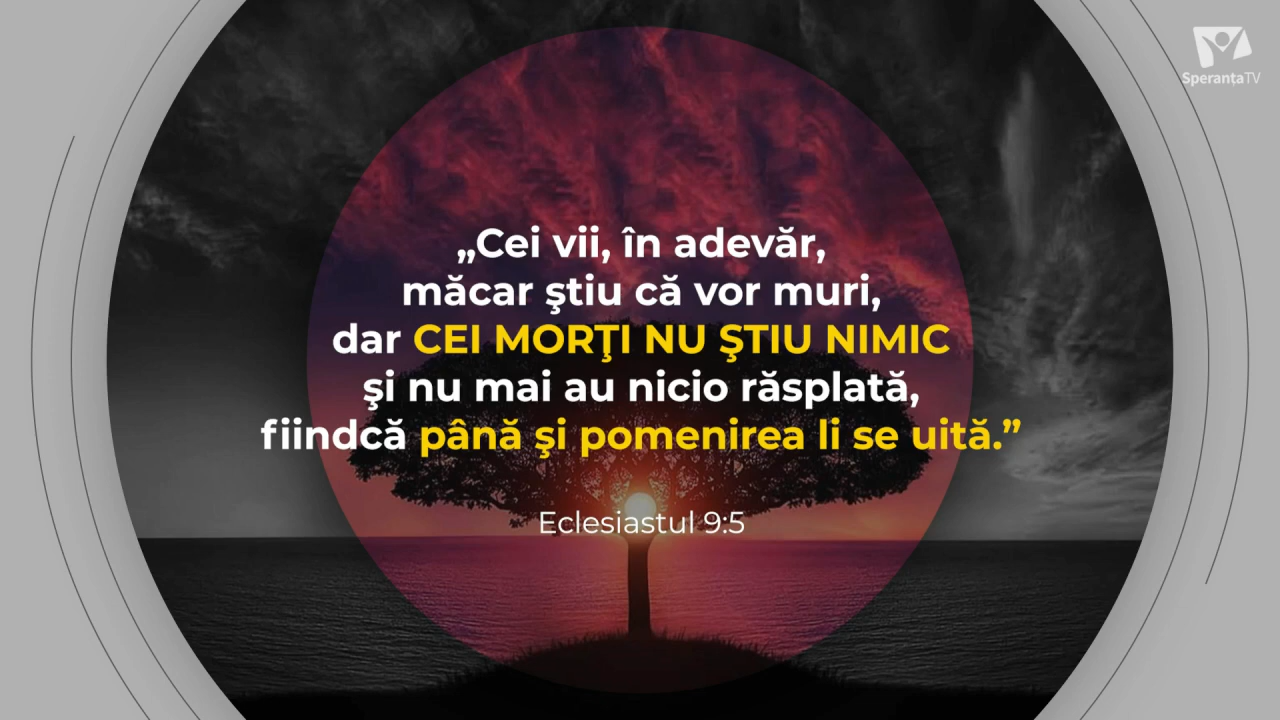 SperanțaTV
„Cei vii, în adevăr,
măcar ştiu că vor muri,
dar CEI MORŢI NU ŞTIU NIMIC
şi nu mai au nicio răsplată,
fiindcă până şi pomenirea li se uită.”
Eclesiastul 9:5